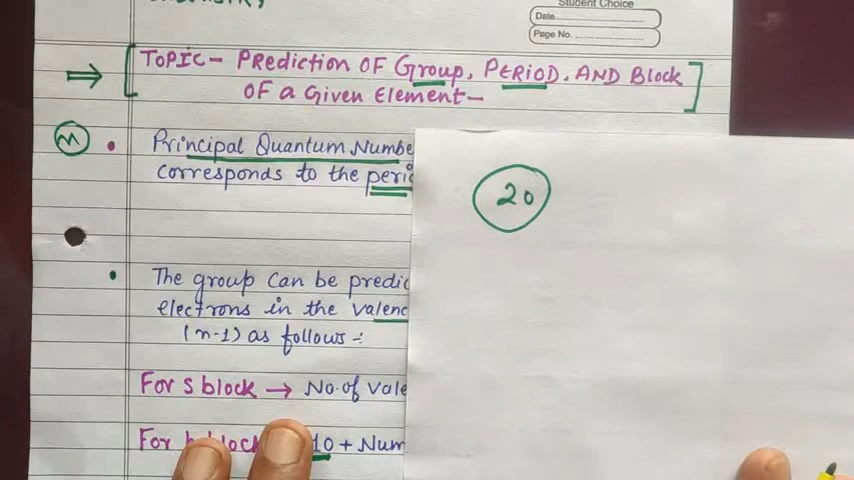 Student Choice
Date
Page No.
TOPIC- PREDICTION OF GROUP, PERIOD, AND Block
OF a Given Element-
M
Principal Quantum Numbe
corresponds to the peri
20
The group can be predic
electrons in the valenc
(n-1) as follows :-
For s block → No. of Vale
For block 10 + Num